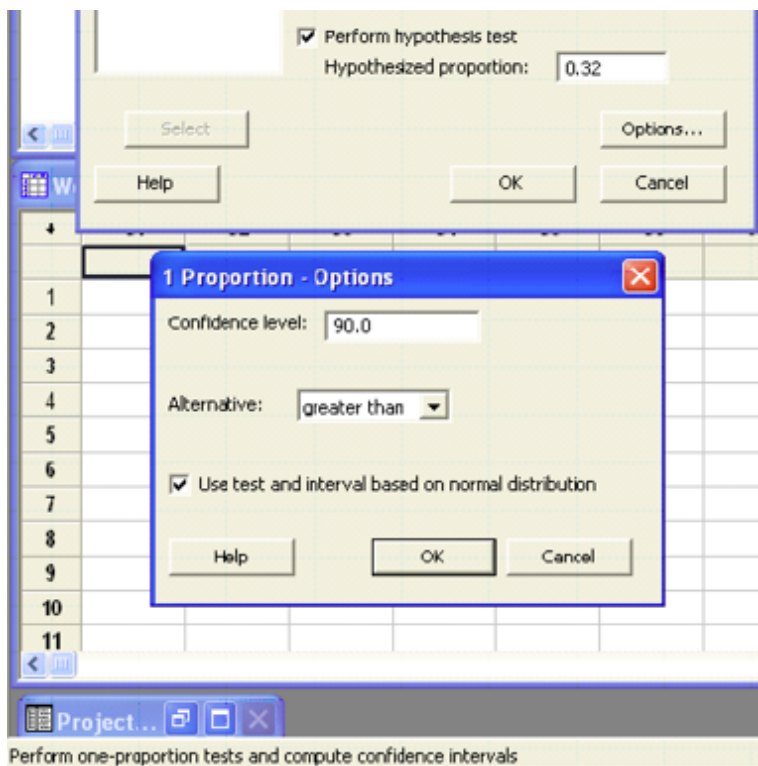 Perform hypothesis test
Hypothesized proportion: 0.32
Select
Options...
Help
OK
Cancel
1 Proportion - Options
Confidence level: 90.0
Alternative: greater than
Use test and interval based on normal distribution
Help
OK
Cancel
1
2
3
4
5
6
7
8
9
10
11
Project...
Perform one-proportion tests and compute confidence intervals